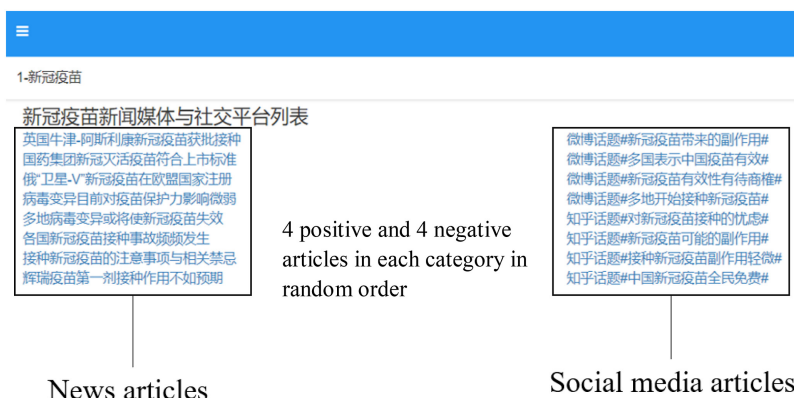 1-新冠疫苗
新冠疫苗新闻媒体与社交平台列表
英国牛津-阿斯利康新冠疫苗获批接种
国药集团新冠灭活疫苗符合上市标准
俄“卫星-V”新冠疫苗在欧盟国家注册
病毒变异目前对疫苗保护力影响微弱
多地病毒变异或将使新冠疫苗失效
各国新冠疫苗接种事故频频发生
接种新冠疫苗的注意事项与相关禁忌
辉瑞疫苗第一剂接种作用不如预期
4 positive and 4 negative
articles in each category in
random order
微博话题#新冠疫苗带来的副作用#
微博话题#多国表示中国疫苗有效#
微博话题#新冠疫苗有效性有待商榷#
微博话题#多地开始接种新冠疫苗#
知乎话题#对新冠疫苗接种的忧虑#
知乎话题#新冠疫苗可能的副作用#
知乎话题#接种新冠疫苗副作用轻微#
知乎话题#中国新冠疫苗全民免费#
News articles
Social media articles